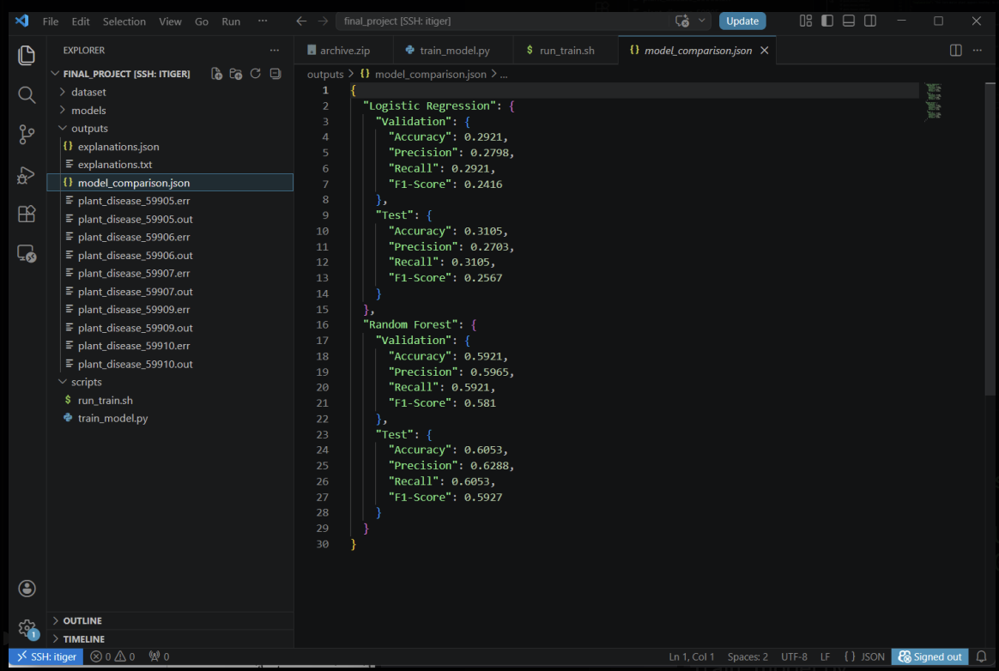 File Edit Selection View Go Run ··· final_project [SSH: itiger] Update
EXPLORER ···
archive.zip train_model.py $ run_train.sh {} model_comparison.json
FINAL_PROJECT [SSH: ITIGER]
outputs > {} model_comparison.json > ...
dataset
models
outputs
{} explanations.json
explanations.txt
{} model_comparison.json
plant_disease_59905.err
plant_disease_59905.out
plant_disease_59906.err
plant_disease_59906.out
plant_disease_59907.err
plant_disease_59907.out
plant_disease_59909.err
plant_disease_59909.out
plant_disease_59910.err
plant_disease_59910.out
scripts
$ run_train.sh
train_model.py
OUTLINE
TIMELINE
1 {
2 "Logistic Regression": {
3 "Validation": {
4 "Accuracy": 0.2921,
5 "Precision": 0.2798,
6 "Recall": 0.2921,
7 "F1-Score": 0.2416
8 },
9 "Test": {
10 "Accuracy": 0.3105,
11 "Precision": 0.2703,
12 "Recall": 0.3105,
13 "F1-Score": 0.2567
14 }
15 },
16 "Random Forest": {
17 "Validation": {
18 "Accuracy": 0.5921,
19 "Precision": 0.5965,
20 "Recall": 0.5921,
21 "F1-Score": 0.581
22 },
23 "Test": {
24 "Accuracy": 0.6053,
25 "Precision": 0.6288,
26 "Recall": 0.6053,
27 "F1-Score": 0.5927
28 }
29 }
30 }
1
SSH: itiger 0 0 0 Ln 1, Col 1 Spaces: 2 UTF-8 LF {} JSON Signed out